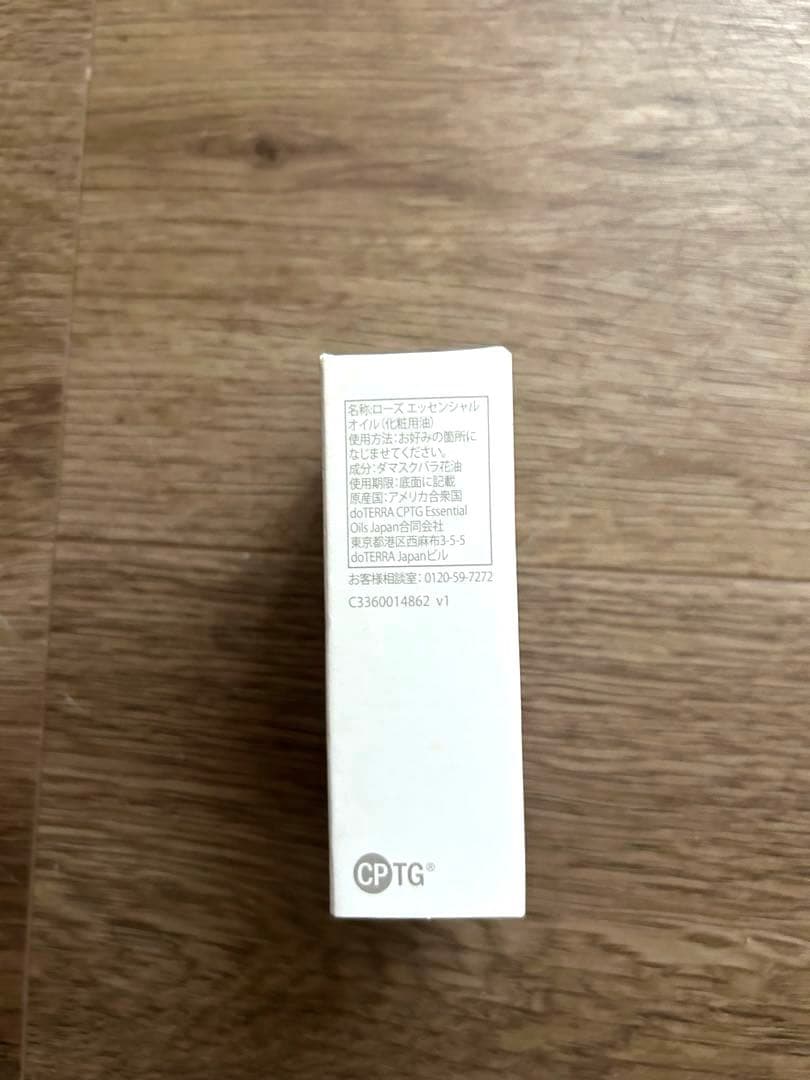 名称:ローズ エッセンシャル
オイル(化粧用油)
使用方法:お好みの箇所に
なじませてください。
成分:ダマスクバラ花油
使用期限:底面に記載
原産国:アメリカ合衆国
doTERRA CPTG Essential
Oils Japan合同会社
東京都港区西麻布3-5-5
doTERRA Japanビル
お客様相談室: 0120-59-7272
C3360014862 v1
CPTG®